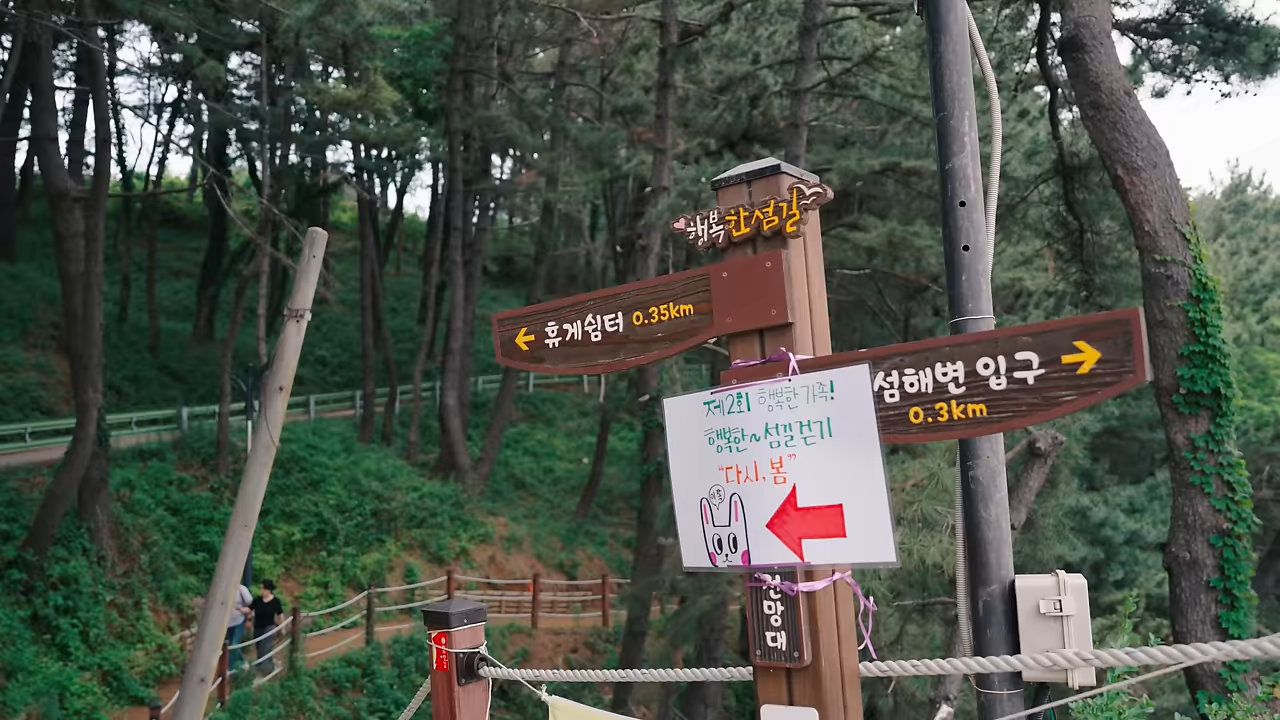 행복한섬길
휴게쉼터 0.35km
섬해변 입구
0.3km
제2회 행복한가족!
행복한~섬길걷기
"다시, 봄"
전망대